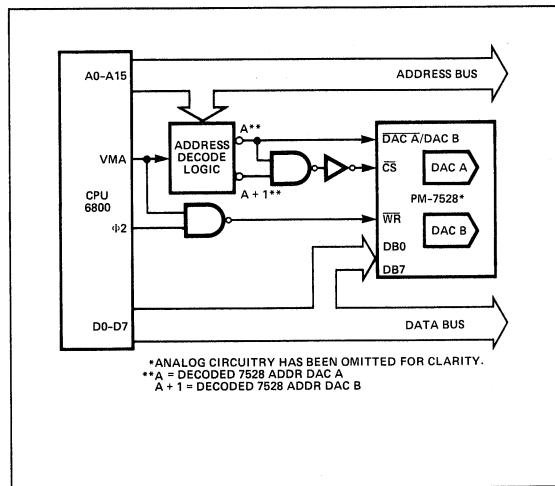 A0–A15
ADDRESS BUS
A**
ADDRESS
DECODE
LOGIC
VMA
A + 1**
CPU
6800
Φ2
D0–D7
DAC A/DAC B
CS
DAC A
PM-7528*
WR
DAC B
DB0
DB7
DATA BUS
*ANALOG CIRCUITRY HAS BEEN OMITTED FOR CLARITY.
**A = DECODED 7528 ADDR DAC A
A + 1 = DECODED 7528 ADDR DAC B